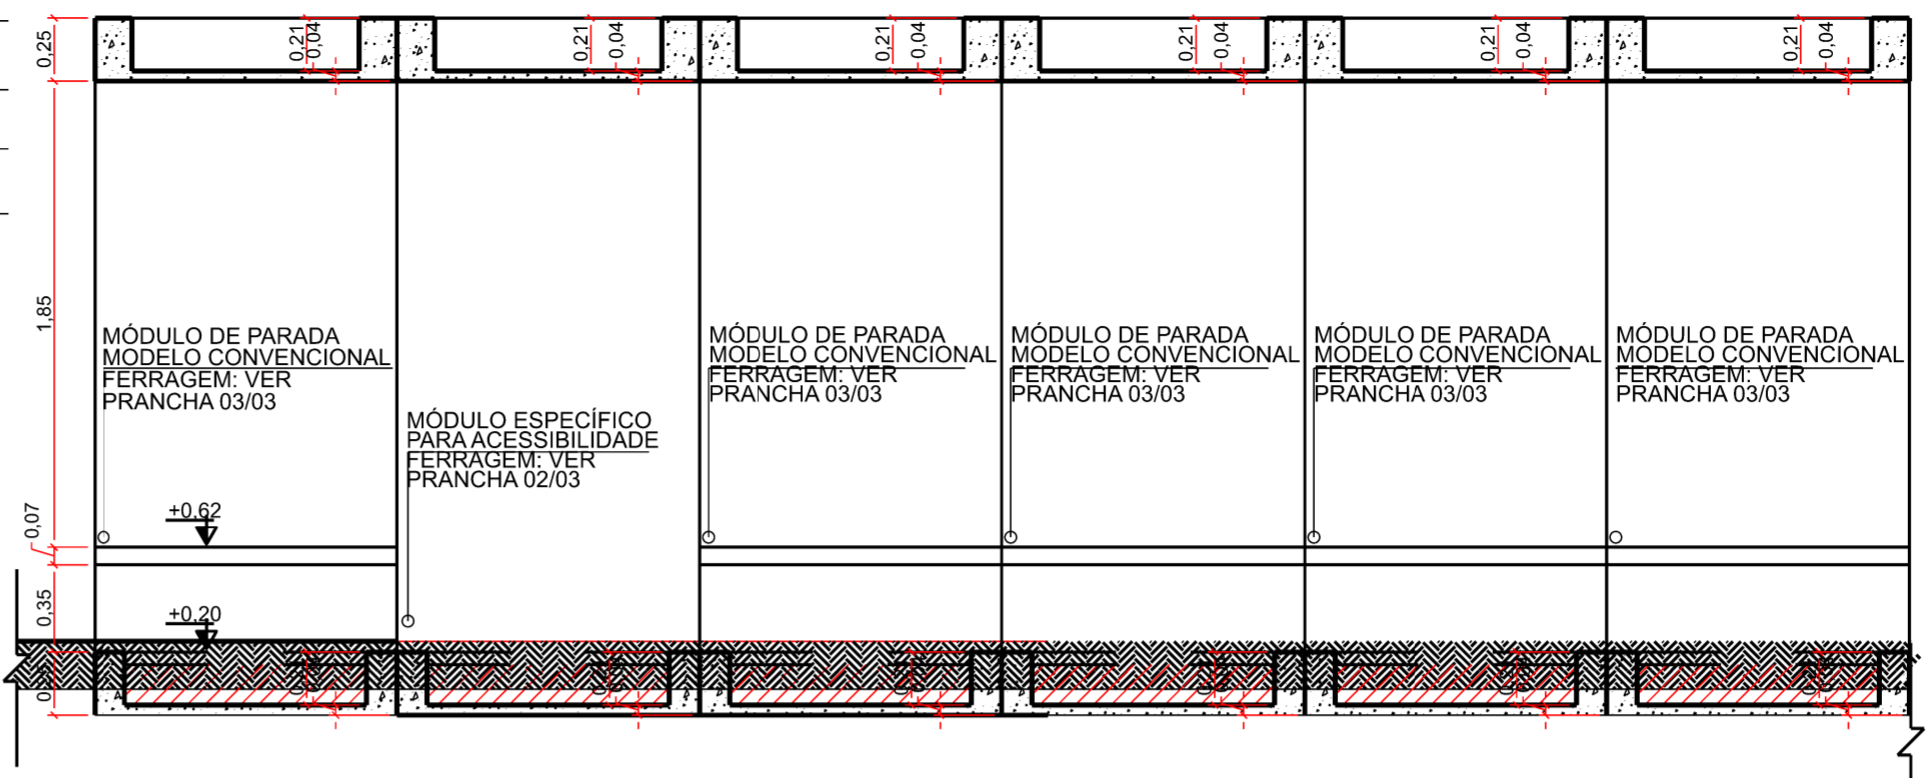 0,25
0,21
0,04
0,21
0,04
0,21
0,04
0,21
0,04
0,21
0,04
0,21
0,04
1,85
MÓDULO DE PARADA
MODELO CONVENCIONAL
FERRAGEM: VER
PRANCHA 03/03
MÓDULO ESPECÍFICO
PARA ACESSIBILIDADE
FERRAGEM: VER
PRANCHA 02/03
MÓDULO DE PARADA
MODELO CONVENCIONAL
FERRAGEM: VER
PRANCHA 03/03
MÓDULO DE PARADA
MODELO CONVENCIONAL
FERRAGEM: VER
PRANCHA 03/03
MÓDULO DE PARADA
MODELO CONVENCIONAL
FERRAGEM: VER
PRANCHA 03/03
MÓDULO DE PARADA
MODELO CONVENCIONAL
FERRAGEM: VER
PRANCHA 03/03
0,07
+0,62
0,35
+0,20